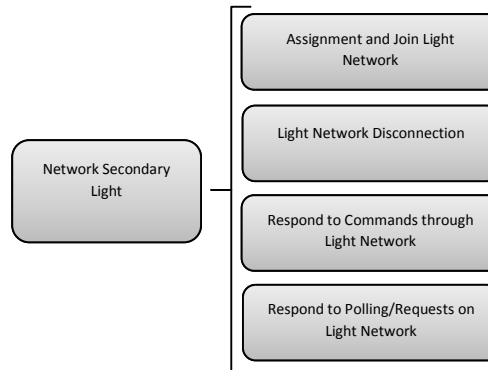 Assignment and Join Light
Network
Light Network Disconnection
Network Secondary
Light
Respond to Commands through
Light Network
Respond to Polling/Requests on
Light Network